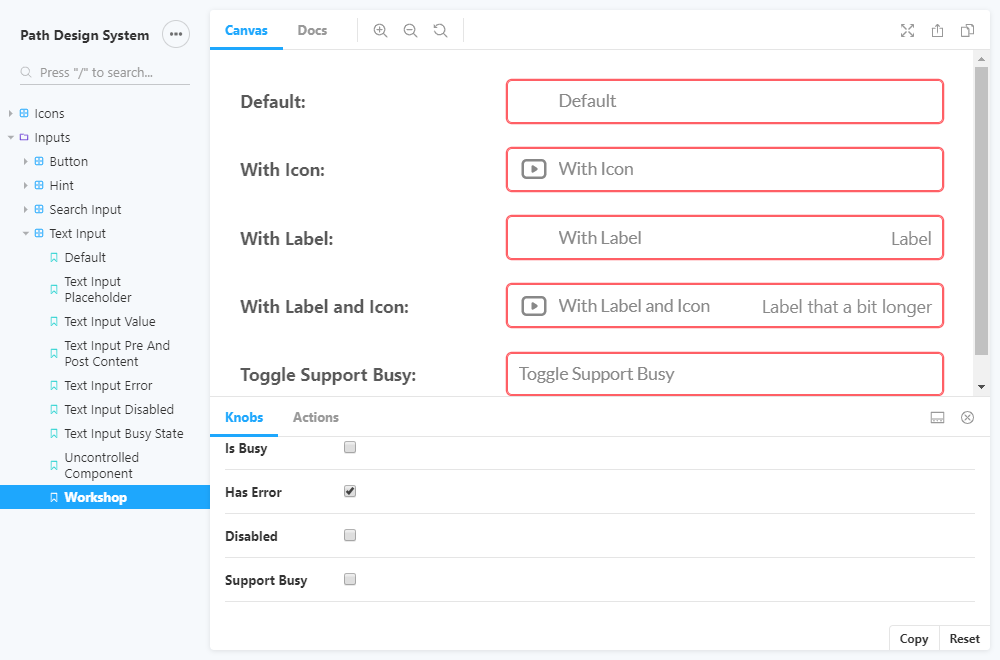 Path Design System
Press "/" to search...
Icons
Inputs
Button
Hint
Search Input
Text Input
Default
Text Input
Placeholder
Text Input Value
Text Input Pre And
Post Content
Text Input Error
Text Input Disabled
Text Input Busy State
Uncontrolled
Component
Workshop
Canvas Docs
Default: Default
With Icon: With Icon
With Label: With Label Label
With Label and Icon: With Label and Icon Label that a bit longer
Toggle Support Busy: Toggle Support Busy
Knobs Actions
Is Busy
Has Error
Disabled
Support Busy
Copy Reset